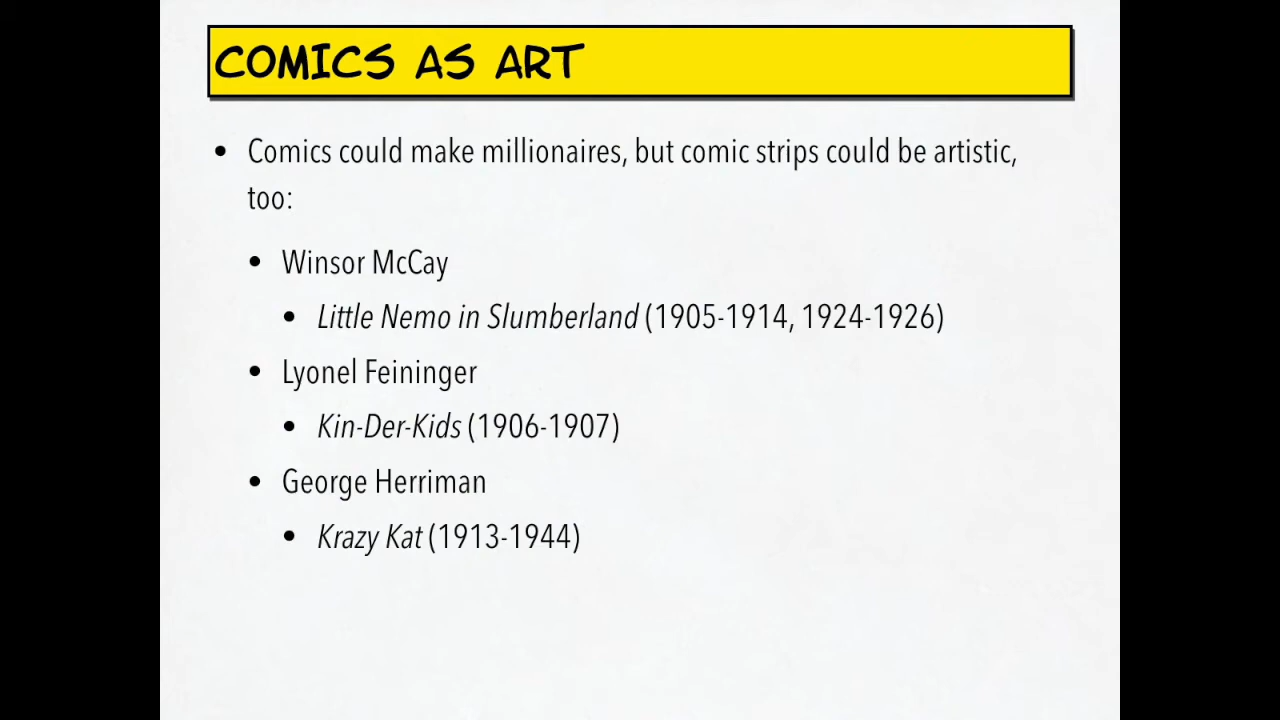 COMICS AS ART
• Comics could make millionaires, but comic strips could be artistic,
too:
• Winsor McCay
• Little Nemo in Slumberland (1905-1914, 1924-1926)
• Lyonel Feininger
• Kin-Der-Kids (1906-1907)
• George Herriman
• Krazy Kat (1913-1944)